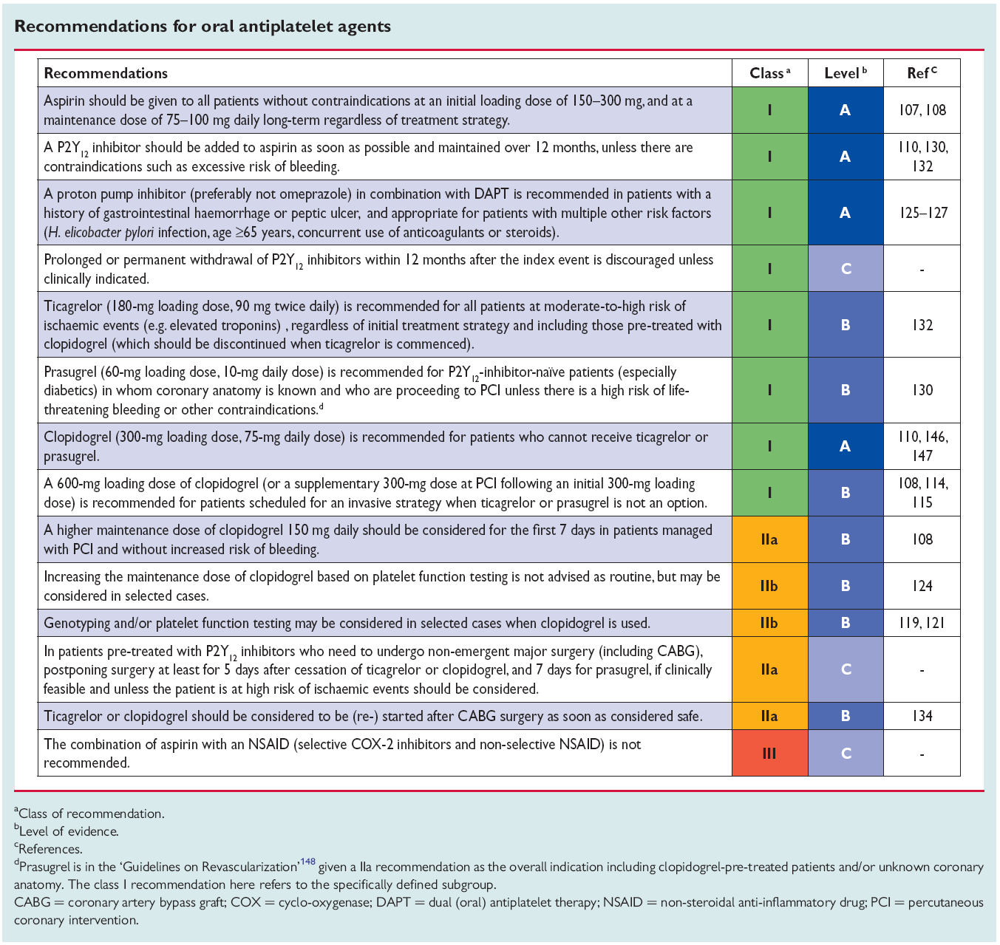 Recommendations for oral antiplatelet agents
Recommendations Class a Level b Ref C
Aspirin should be given to all patients without contraindications at an initial loading dose of 150–300 mg, and at a
maintenance dose of 75–100 mg daily long-term regardless of treatment strategy.
I A 107, 108
A P2Y12 inhibitor should be added to aspirin as soon as possible and maintained over 12 months, unless there are
contraindications such as excessive risk of bleeding.
I A 110, 130,
132
A proton pump inhibitor (preferably not omeprazole) in combination with DAPT is recommended in patients with a
history of gastrointestinal haemorrhage or peptic ulcer, and appropriate for patients with multiple other risk factors
(H. elicobacter pylori infection, age ≥65 years, concurrent use of anticoagulants or steroids).
I A 125–127
Prolonged or permanent withdrawal of P2Y12 inhibitors within 12 months after the index event is discouraged unless
clinically indicated.
I C -
Ticagrelor (180-mg loading dose, 90 mg twice daily) is recommended for all patients at moderate-to-high risk of
ischaemic events (e.g. elevated troponins) , regardless of initial treatment strategy and including those pre-treated with
clopidogrel (which should be discontinued when ticagrelor is commenced).
I B 132
Prasugrel (60-mg loading dose, 10-mg daily dose) is recommended for P2Y12-inhibitor-naïve patients (especially
diabetics) in whom coronary anatomy is known and who are proceeding to PCI unless there is a high risk of life-
threatening bleeding or other contraindications.d
I B 130
Clopidogrel (300-mg loading dose, 75-mg daily dose) is recommended for patients who cannot receive ticagrelor or
prasugrel.
I A 110, 146,
147
A 600-mg loading dose of clopidogrel (or a supplementary 300-mg dose at PCI following an initial 300-mg loading
dose) is recommended for patients scheduled for an invasive strategy when ticagrelor or prasugrel is not an option.
I B 108, 114,
115
A higher maintenance dose of clopidogrel 150 mg daily should be considered for the first 7 days in patients managed
with PCI and without increased risk of bleeding.
IIa B 108
Increasing the maintenance dose of clopidogrel based on platelet function testing is not advised as routine, but may be
considered in selected cases.
IIb B 124
Genotyping and/or platelet function testing may be considered in selected cases when clopidogrel is used.
IIb B 119, 121
In patients pre-treated with P2Y12 inhibitors who need to undergo non-emergent major surgery (including CABG),
postponing surgery at least for 5 days after cessation of ticagrelor or clopidogrel, and 7 days for prasugrel, if clinically
feasible and unless the patient is at high risk of ischaemic events should be considered.
IIa C -
Ticagrelor or clopidogrel should be considered to be (re-) started after CABG surgery as soon as considered safe.
IIa B 134
The combination of aspirin with an NSAID (selective COX-2 inhibitors and non-selective NSAID) is not
recommended.
III C -
aClass of recommendation.
bLevel of evidence.
cReferences.
dPrasugrel is in the ‘Guidelines on Revascularization’148 given a IIa recommendation as the overall indication including clopidogrel-pre-treated patients and/or unknown coronary
anatomy. The class I recommendation here refers to the specifically defined subgroup.
CABG = coronary artery bypass graft; COX = cyclo-oxygenase; DAPT = dual (oral) antiplatelet therapy; NSAID = non-steroidal anti-inflammatory drug; PCI = percutaneous
coronary intervention.